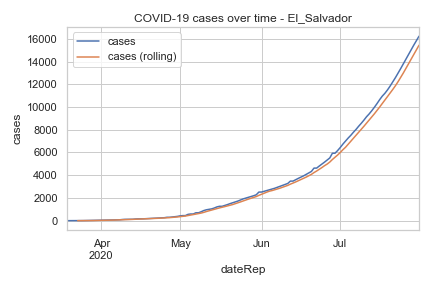 COVID-19 cases over time - El_Salvador
cases
cases (rolling)
16000
14000
12000
10000
8000
6000
4000
2000
0
cases
Apr
2020
May
Jun
Jul
dateRep